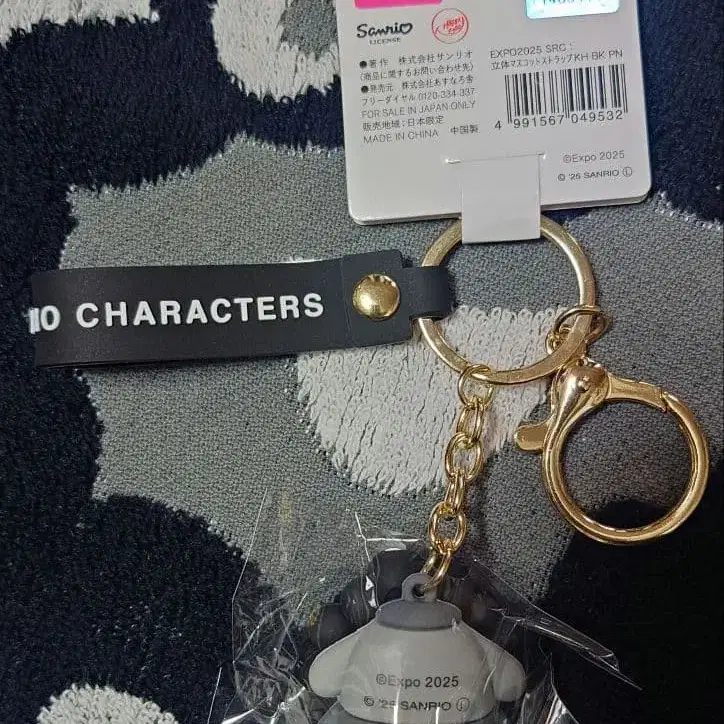 Sanrio
LICENSE
EXPO2025 SRC :
立体マスコットストラップKH BK PN
●著作 株式会社サンリオ
(商品に関するお問い合わせ先)
●発売元 株式会社あすなろ舎
フリーダイヤル 0120-334-337
FOR SALE IN JAPAN ONLY
販売地域:日本限定
MADE IN CHINA 中国製
4 991567 049532
©Expo 2025
© '25 SANRIO Ⓛ
CHARACTERS
©Expo 2025
© '25 SANRIO Ⓛ